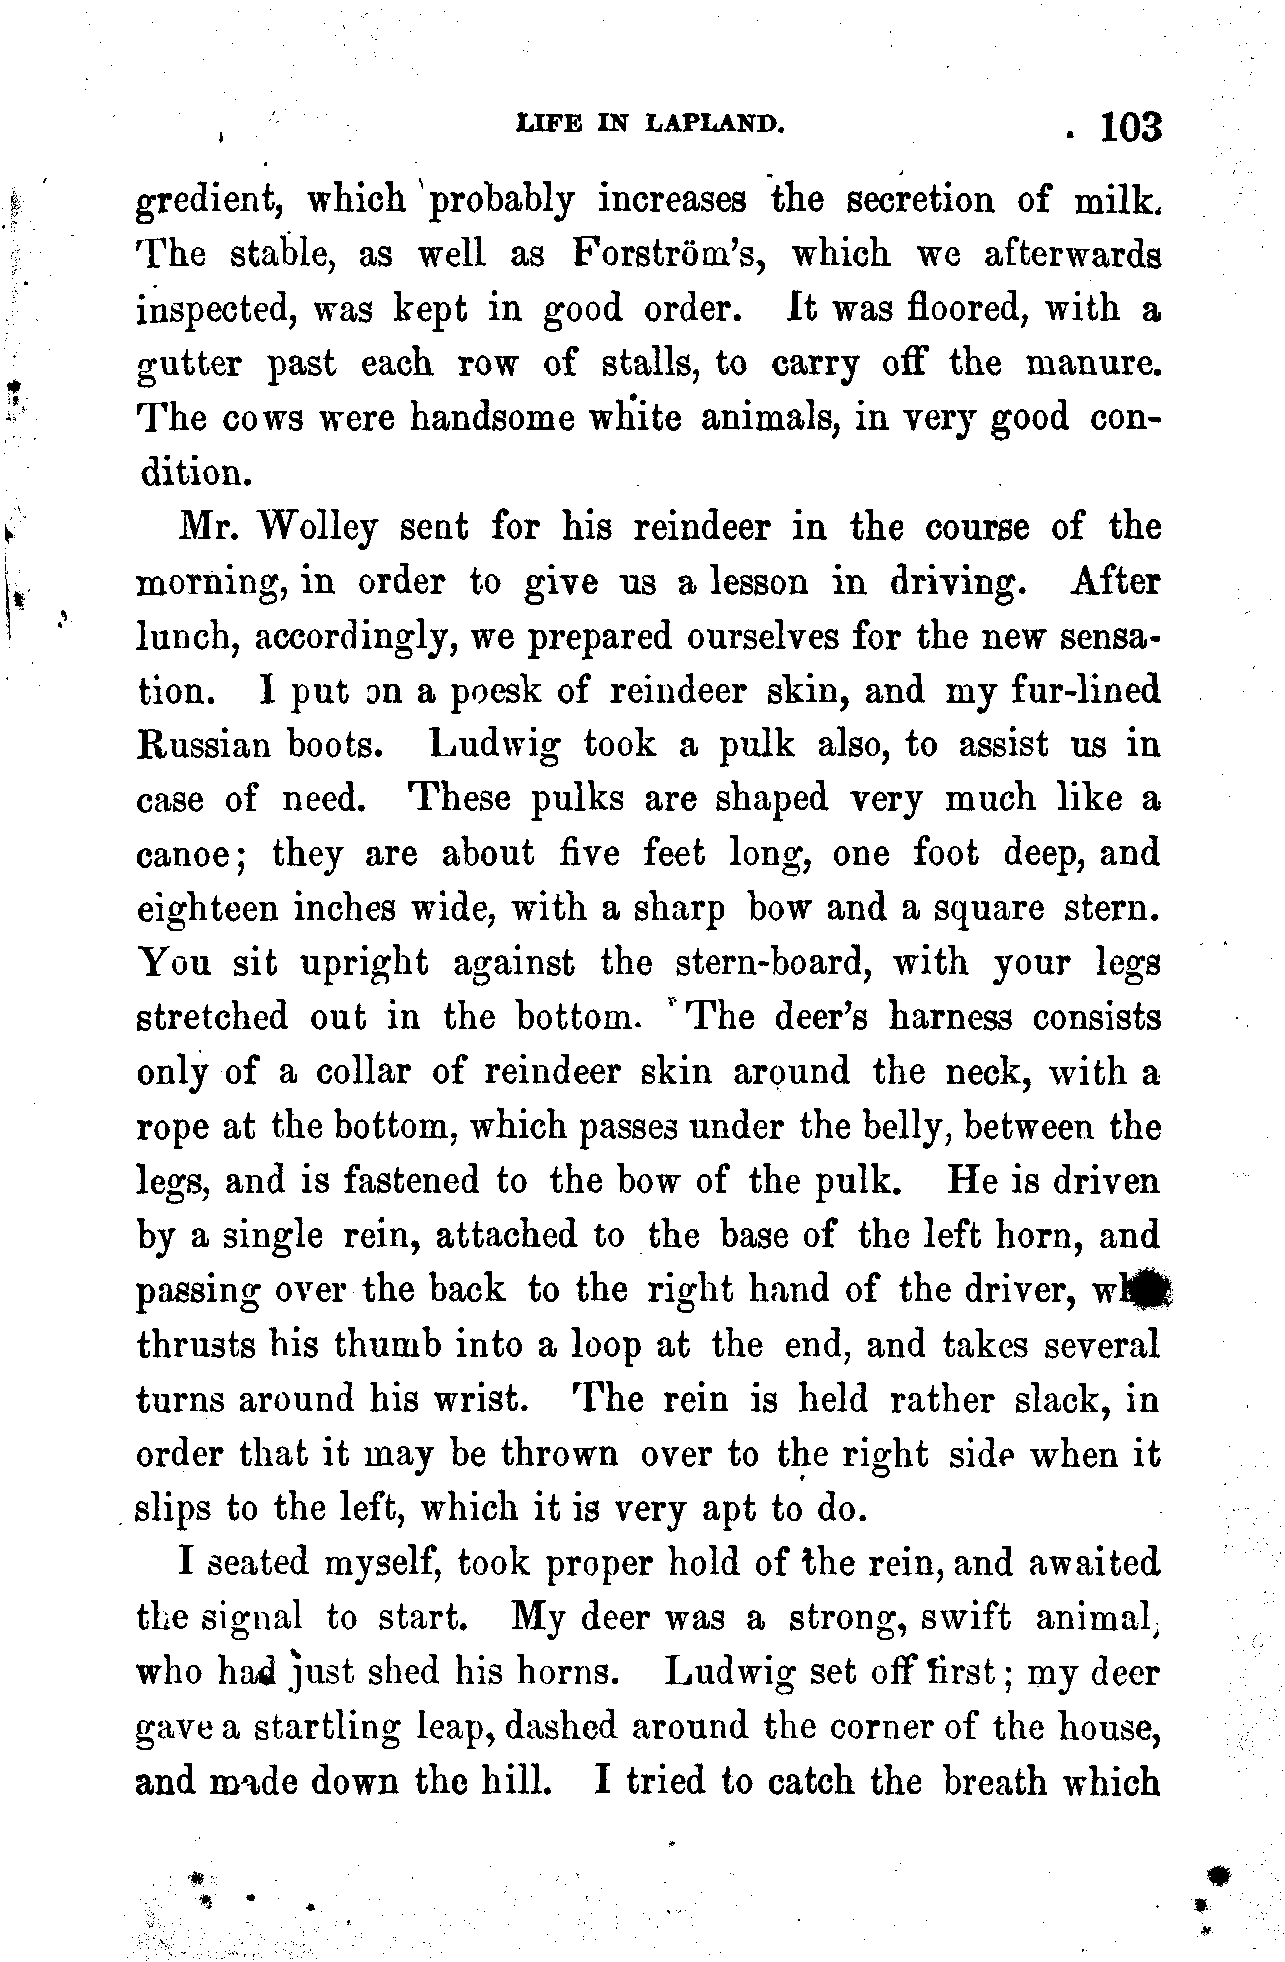 LIFE IN LAPLAND. 103
gredient, which probably increases the secretion of milk.
The stable, as well as Forström's, which we afterwards
inspected, was kept in good order. It was floored, with a
gutter past each row of stalls, to carry off the manure.
The cows were handsome white animals, in very good con-
dition.
Mr. Wolley sent for his reindeer in the course of the
morning, in order to give us a lesson in driving. After
lunch, accordingly, we prepared ourselves for the new sensa-
tion. I put on a poesk of reindeer skin, and my fur-lined
Russian boots. Ludwig took a pulk also, to assist us in
case of need. These pulks are shaped very much like a
canoe; they are about five feet long, one foot deep, and
eighteen inches wide, with a sharp bow and a square stern.
You sit upright against the stern-board, with your legs
stretched out in the bottom. The deer's harness consists
only of a collar of reindeer skin around the neck, with a
rope at the bottom, which passes under the belly, between the
legs, and is fastened to the bow of the pulk. He is driven
by a single rein, attached to the base of the left horn, and
passing over the back to the right hand of the driver,
thrusts his thumb into a loop at the end, and takes several
turns around his wrist. The rein is held rather slack, in
order that it may be thrown over to the right side when it
slips to the left, which it is very apt to do.
I seated myself, took proper hold of the rein, and awaited
the signal to start. My deer was a strong, swift animal,
who had just shed his horns. Ludwig set off first; my deer
gave a startling leap, dashed around the corner of the house,
and made down the hill. I tried to catch the breath which